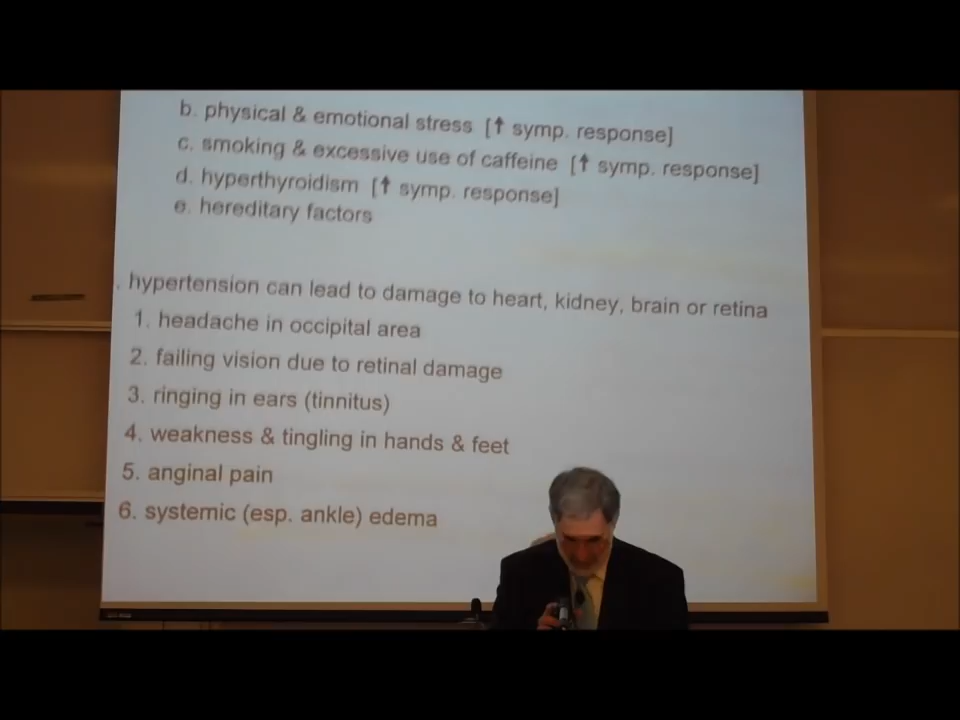 b. physical & emotional stress [↑ symp. response]
c. smoking & excessive use of caffeine [↑ symp. response]
d. hyperthyroidism [↑ symp. response]
e. hereditary factors
. hypertension can lead to damage to heart, kidney, brain or retina
1. headache in occipital area
2. failing vision due to retinal damage
3. ringing in ears (tinnitus)
4. weakness & tingling in hands & feet
5. anginal pain
6. systemic (esp. ankle) edema